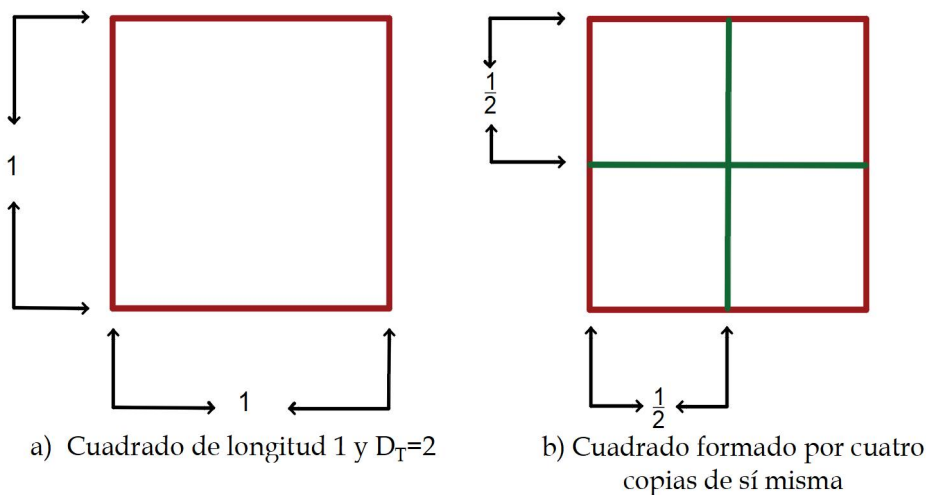 1
1
a) Cuadrado de longitud 1 y D_T=2
1/2
1/2
b) Cuadrado formado por cuatro
copias de sí misma